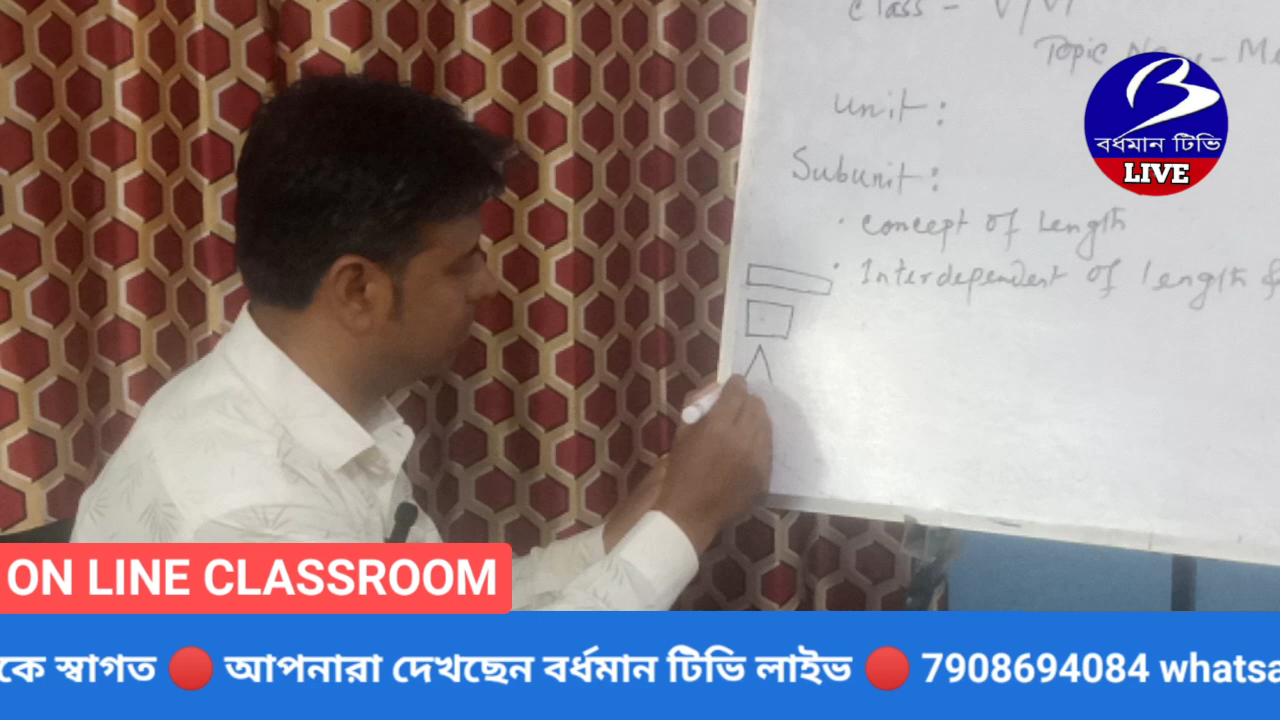 class - V/VI
Topic
unit :
Subunit :
· concept of Length
· Interdependent of length &
বর্ধমান টিভি
LIVE
ON LINE CLASSROOM
কে স্বাগত 🔴 আপনারা দেখছেন বর্ধমান টিভি লাইভ 🔴 7908694084 whatsa